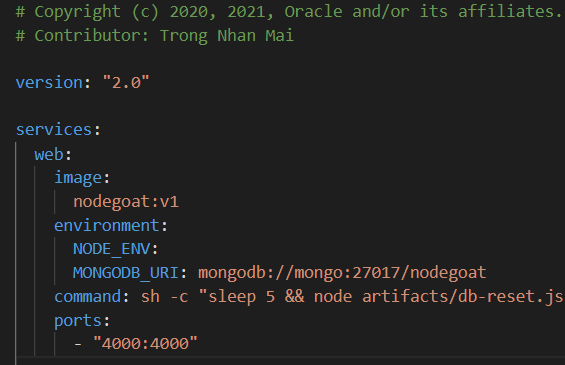 # Copyright (c) 2020, 2021, Oracle and/or its affiliates.
# Contributor: Trong Nhan Mai
version: "2.0"
services:
web:
image:
nodegoat:v1
environment:
NODE_ENV:
MONGODB_URI: mongodb://mongo:27017/nodegoat
command: sh -c "sleep 5 && node artifacts/db-reset.js
ports:
- "4000:4000"